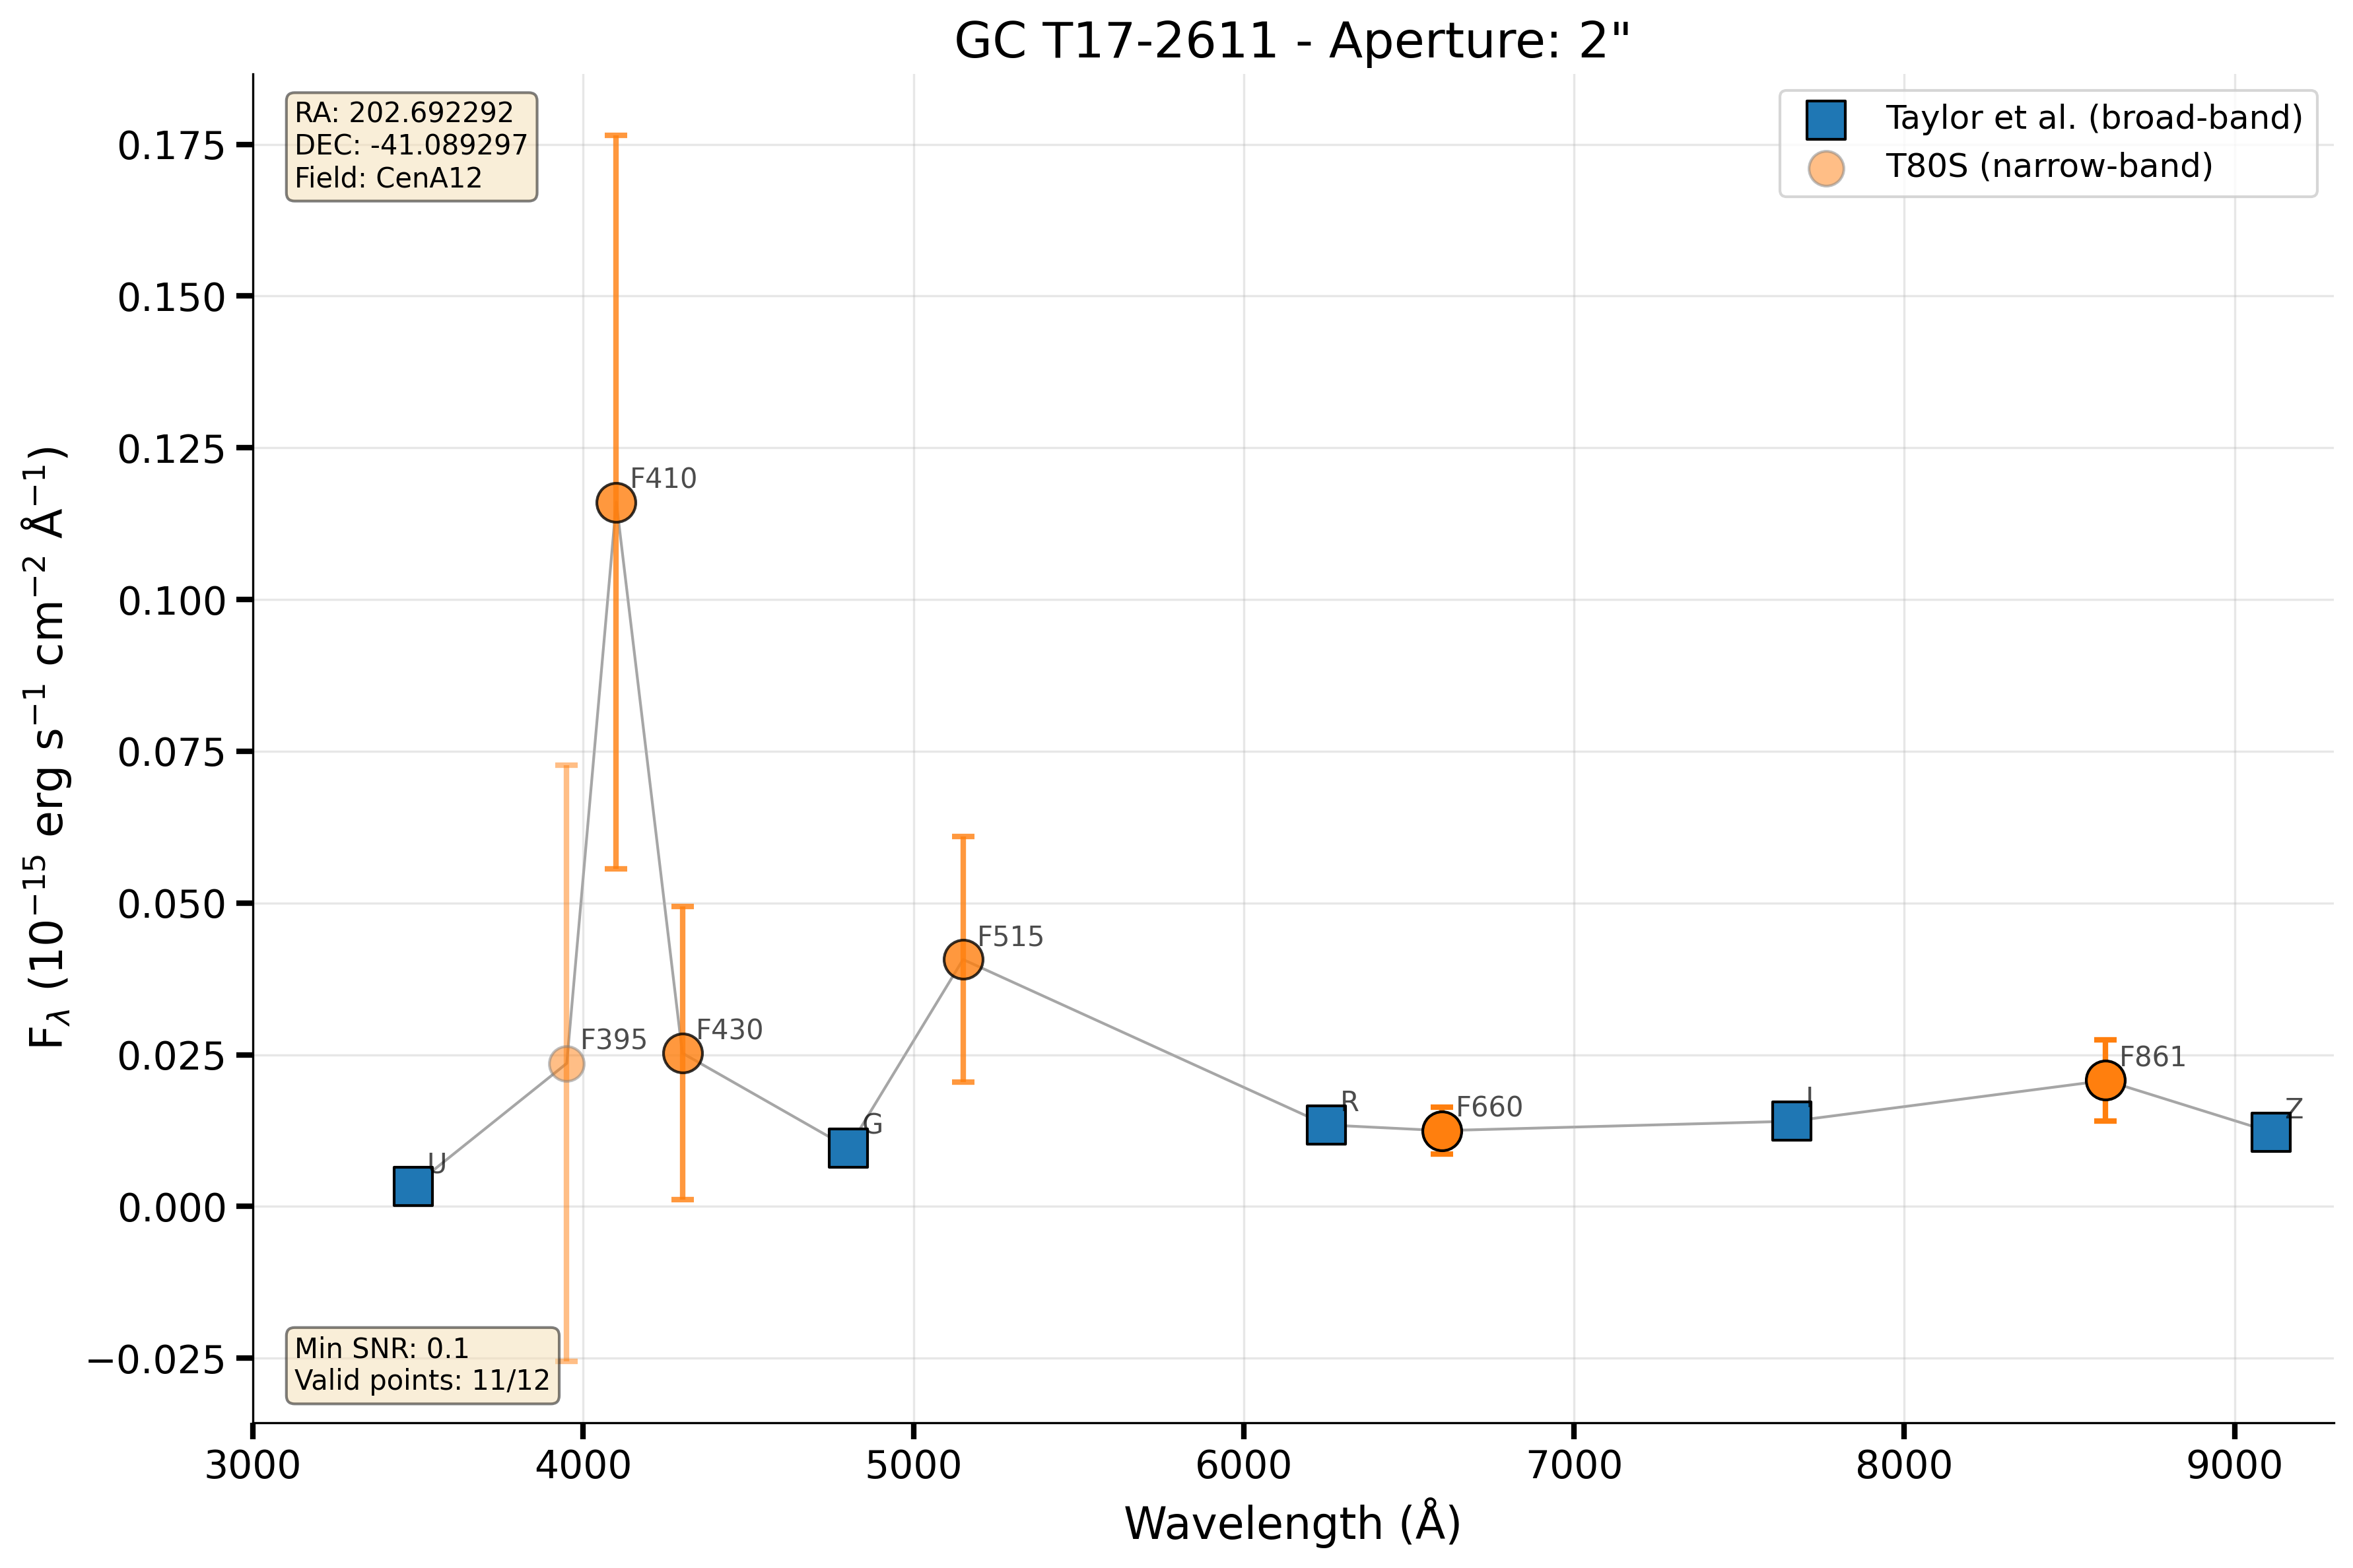 GC T17-2611 - Aperture: 2"
RA: 202.692292
DEC: -41.089297
Field: CenA12
Taylor et al. (broad-band)
T80S (narrow-band)
F_λ (10⁻¹⁵ erg s⁻¹ cm⁻² Å⁻¹)
0.175
0.150
0.125
0.100
0.075
0.050
0.025
0.000
−0.025
U
F395
F410
F430
G
F515
R
F660
I
F861
Z
Min SNR: 0.1
Valid points: 11/12
3000 4000 5000 6000 7000 8000 9000
Wavelength (Å)